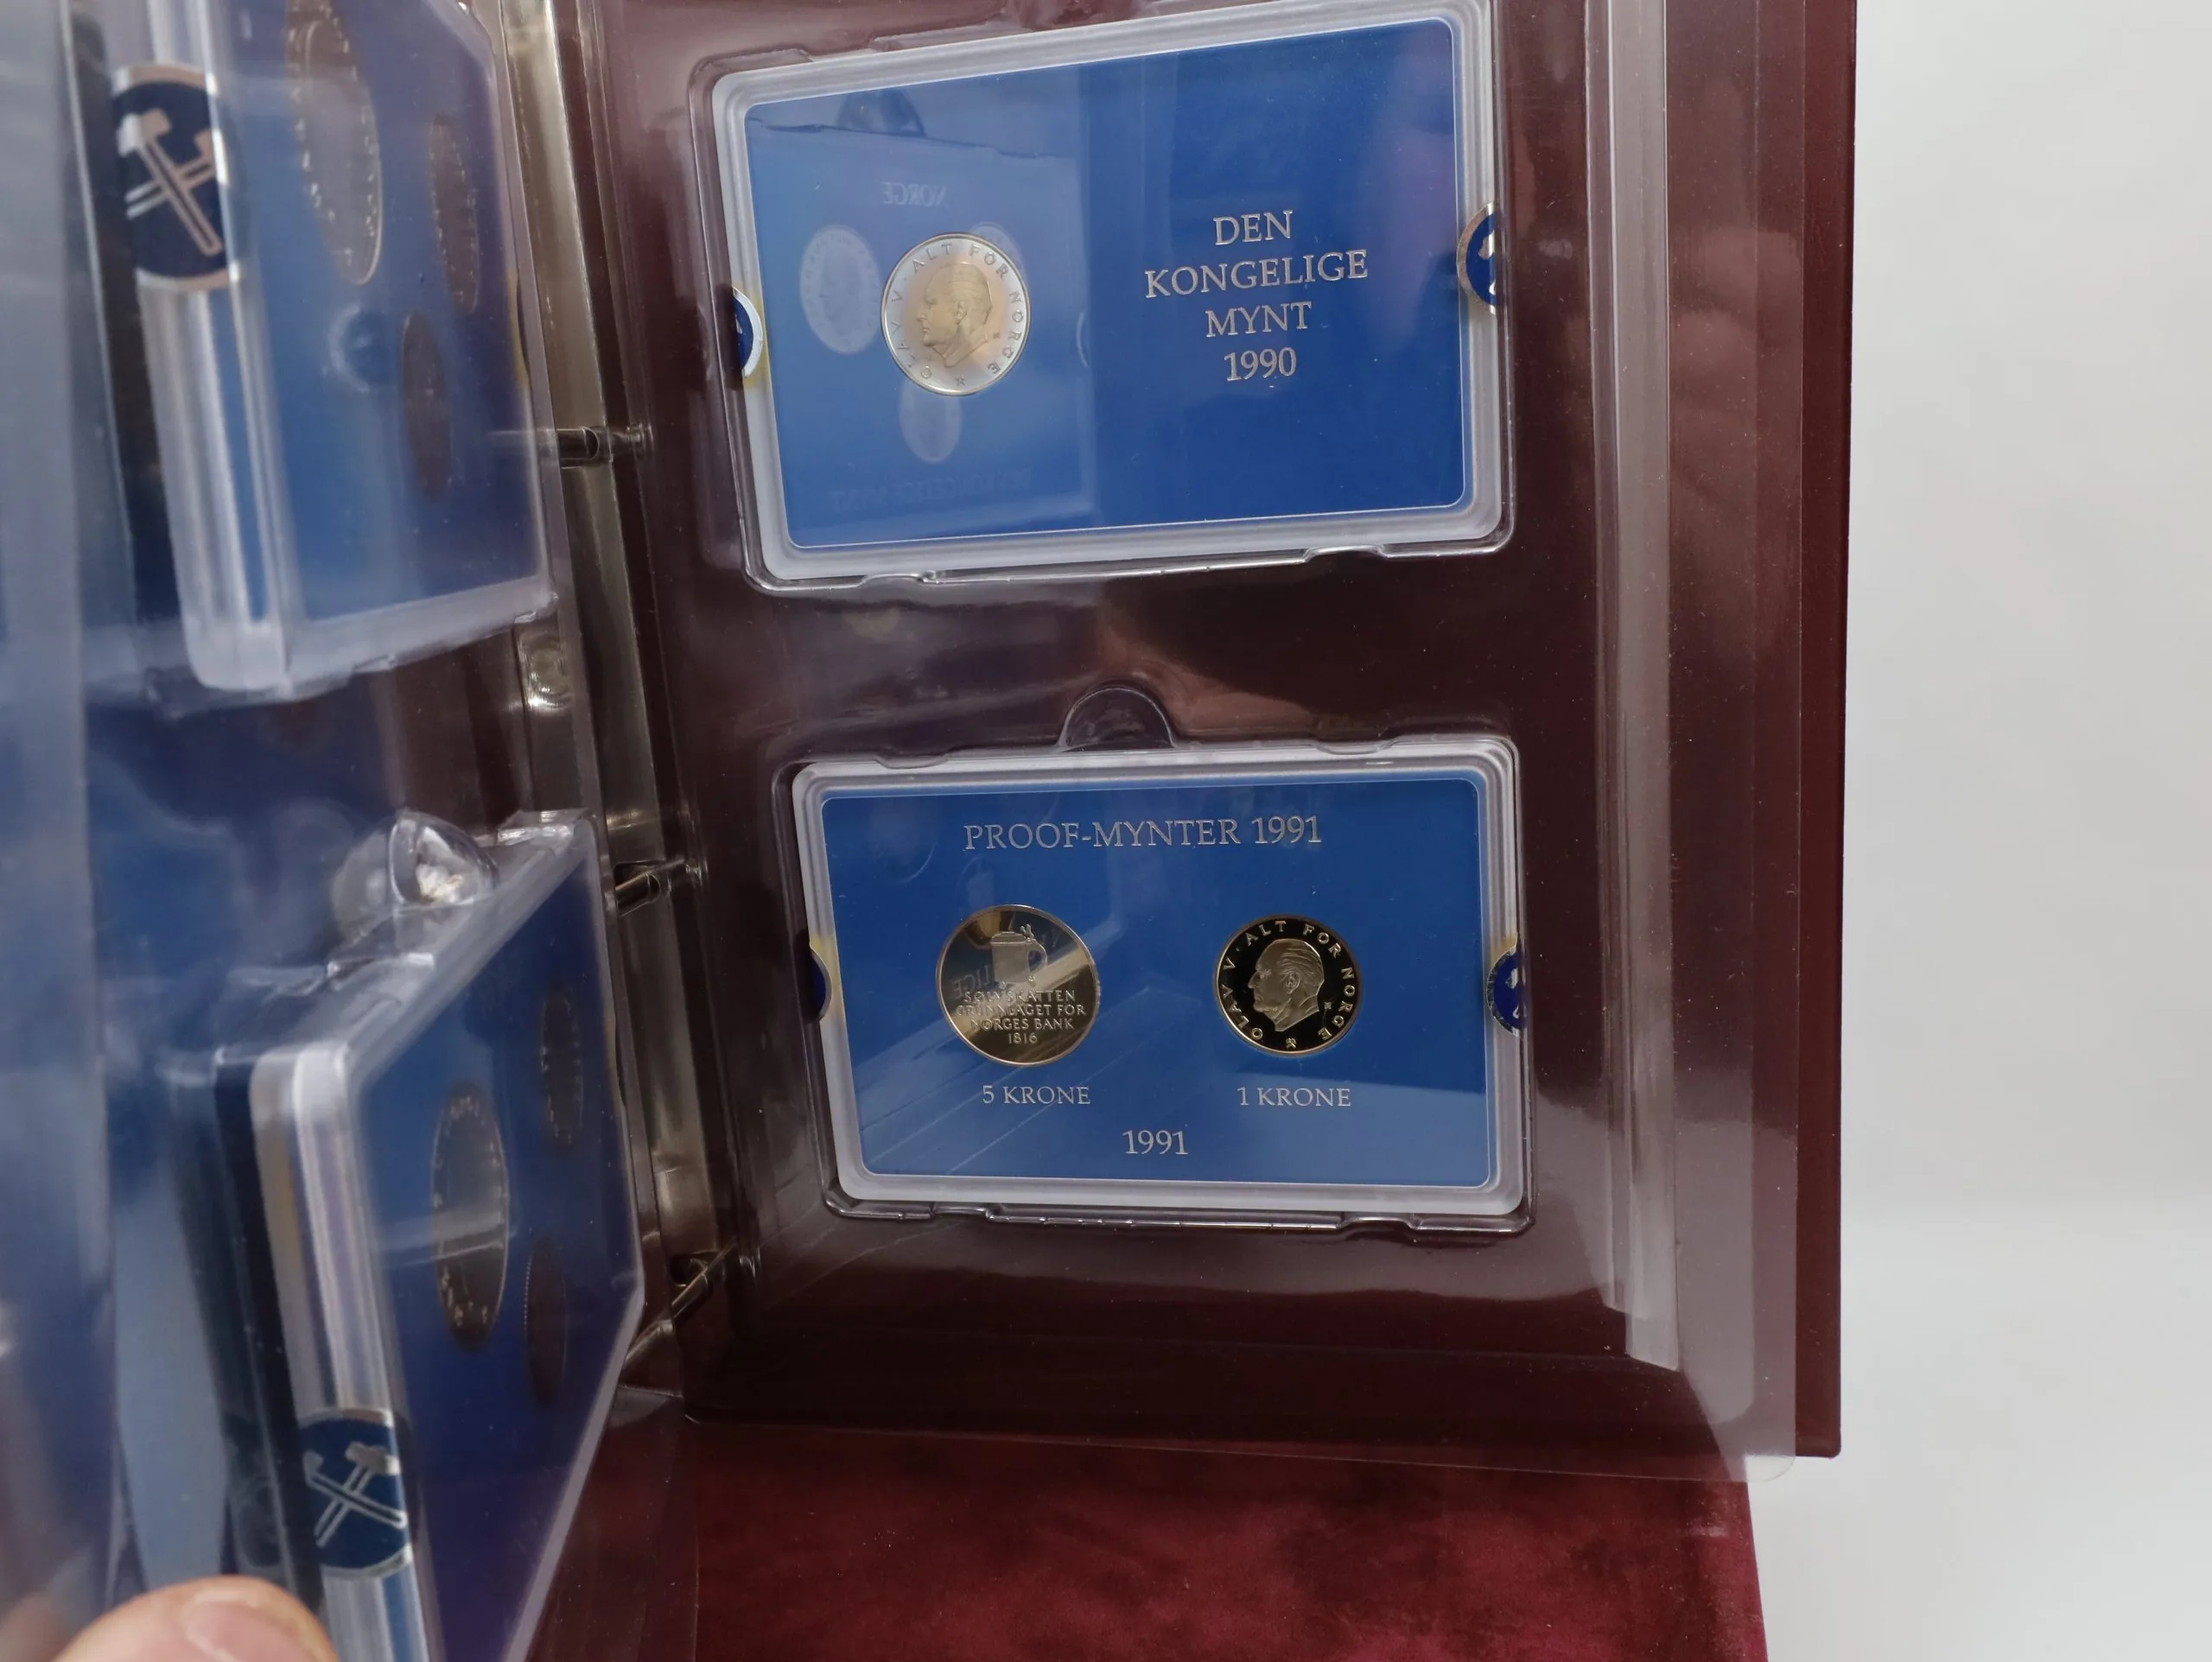 DEN
KONGELIGE
MYNT
1990
OLAV V · ALT FOR NORGE
NORGE
PROOF-MYNTER 1991
SØLVSKATTEN
GRUNNLAGET FOR
NORGES BANK
1816
OLAV V · ALT FOR NORGE
5 KRONE
1 KRONE
1991